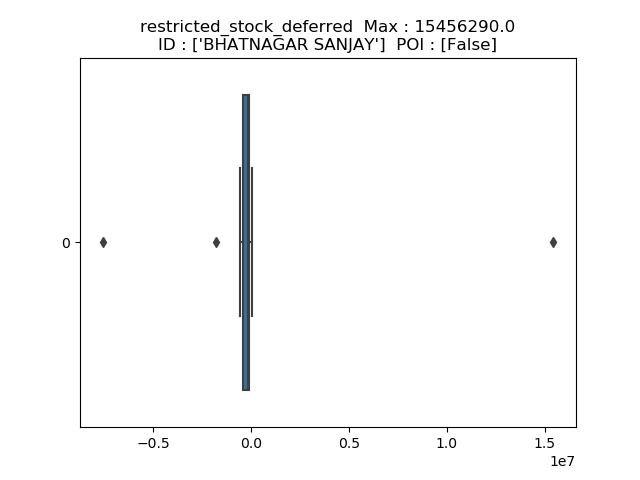 restricted_stock_deferred  Max : 15456290.0
ID : ['BHATNAGAR SANJAY']  POI : [False]
0
−0.5 0.0 0.5 1.0 1.5
1e7